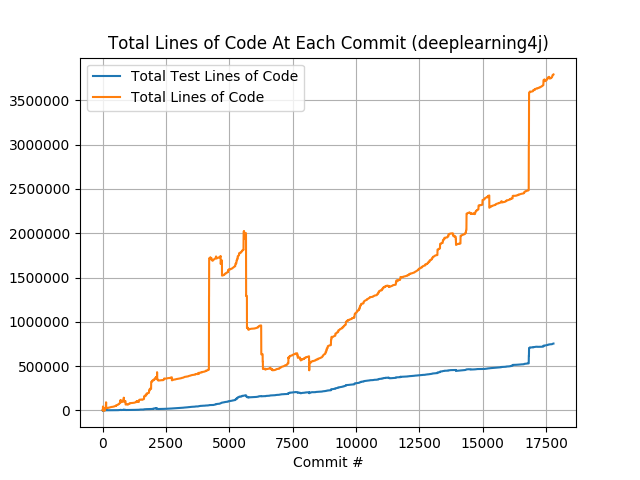 Total Lines of Code At Each Commit (deeplearning4j)
Total Test Lines of Code
Total Lines of Code
3500000
3000000
2500000
2000000
1500000
1000000
500000
0
0 2500 5000 7500 10000 12500 15000 17500
Commit #